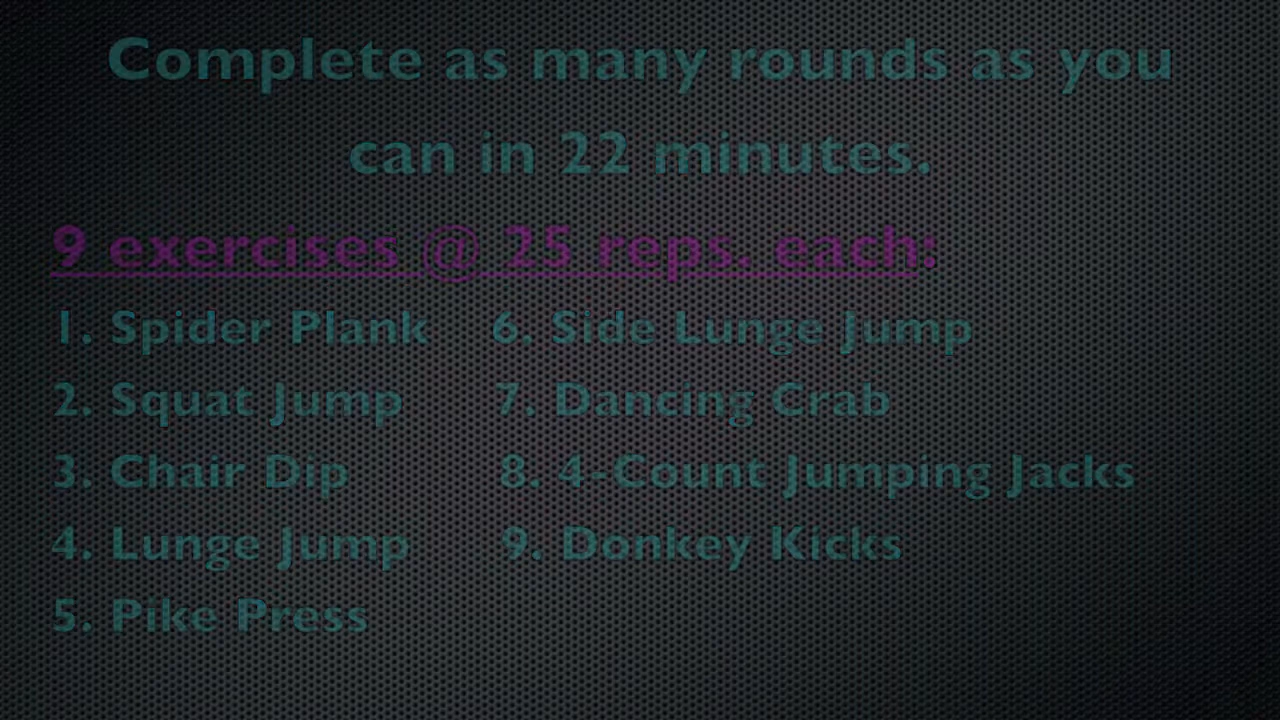 Complete as many rounds as you
can in 22 minutes.
9 exercises @ 25 reps. each:
1. Spider Plank 6. Side Lunge Jump
2. Squat Jump 7. Dancing Crab
3. Chair Dip 8. 4-Count Jumping Jacks
4. Lunge Jump 9. Donkey Kicks
5. Pike Press